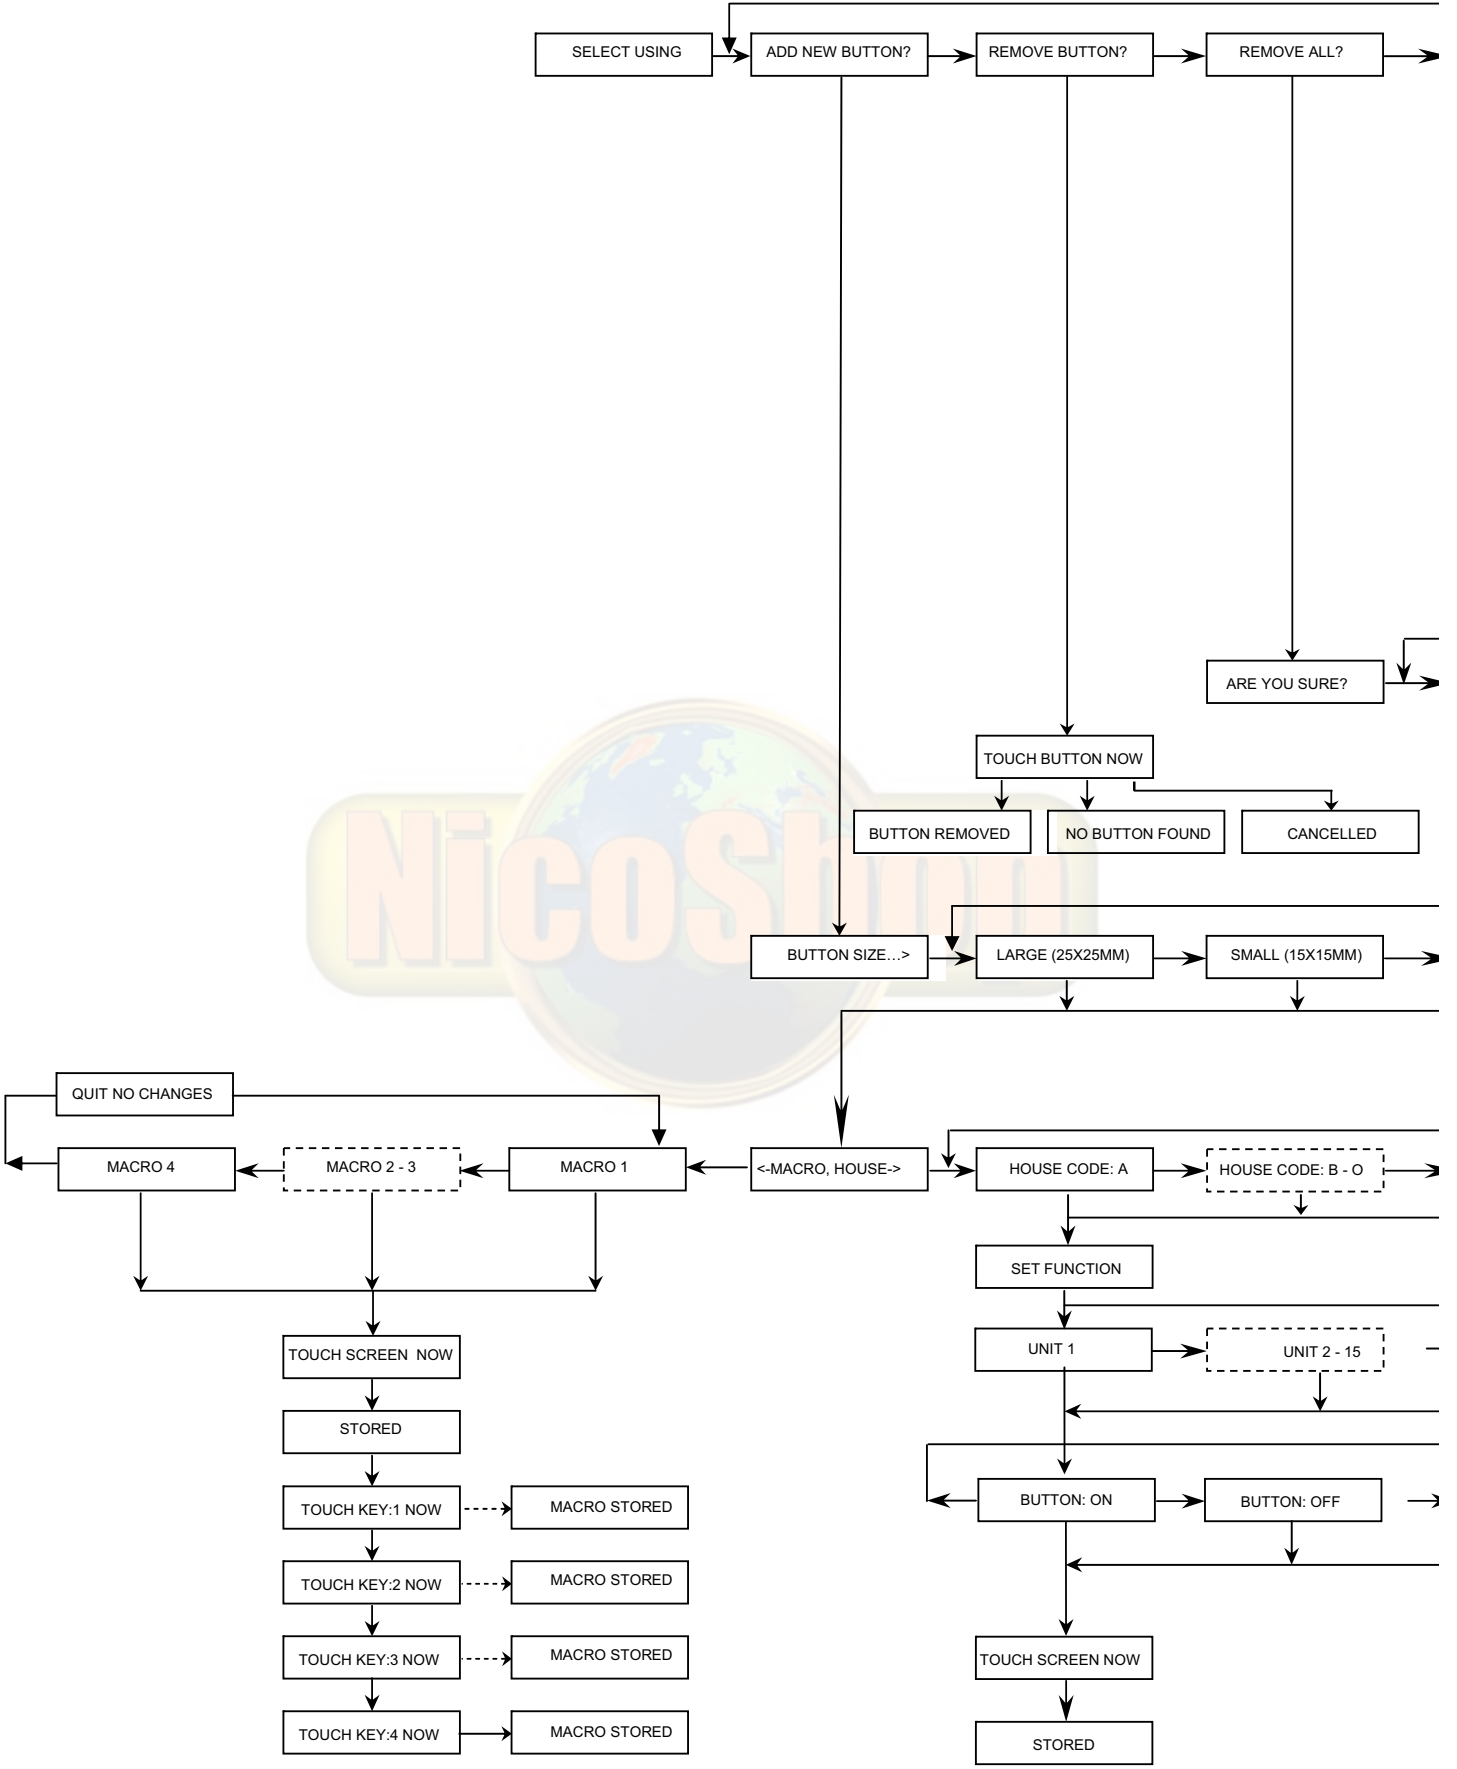 SELECT USING
ADD NEW BUTTON?
REMOVE BUTTON?
REMOVE ALL?
ARE YOU SURE?
TOUCH BUTTON NOW
BUTTON REMOVED
NO BUTTON FOUND
CANCELLED
NicoShop
BUTTON SIZE...>
LARGE (25X25MM)
SMALL (15X15MM)
QUIT NO CHANGES
MACRO 4
MACRO 2 - 3
MACRO 1
<-MACRO, HOUSE->
HOUSE CODE: A
HOUSE CODE: B - O
SET FUNCTION
UNIT 1
UNIT 2 - 15
TOUCH SCREEN  NOW
STORED
TOUCH KEY:1 NOW
MACRO STORED
BUTTON: ON
BUTTON: OFF
TOUCH KEY:2 NOW
MACRO STORED
TOUCH KEY:3 NOW
MACRO STORED
TOUCH SCREEN NOW
TOUCH KEY:4 NOW
MACRO STORED
STORED